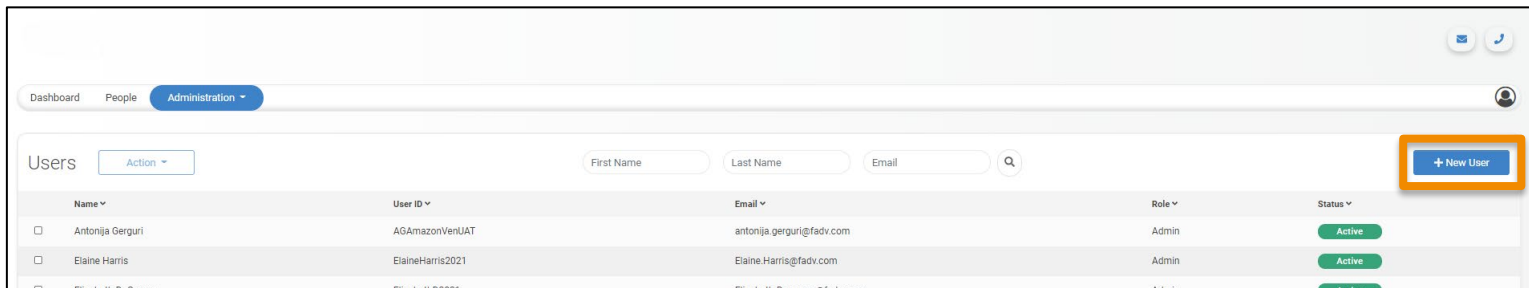 Dashboard People Administration
Users Action First Name Last Name Email + New User
Name User ID Email Role Status
Antonija Gerguri AGAmazonVenUAT antonija.gerguri@fadv.com Admin Active
Elaine Harris ElaineHarris2021 Elaine.Harris@fadv.com Admin Active